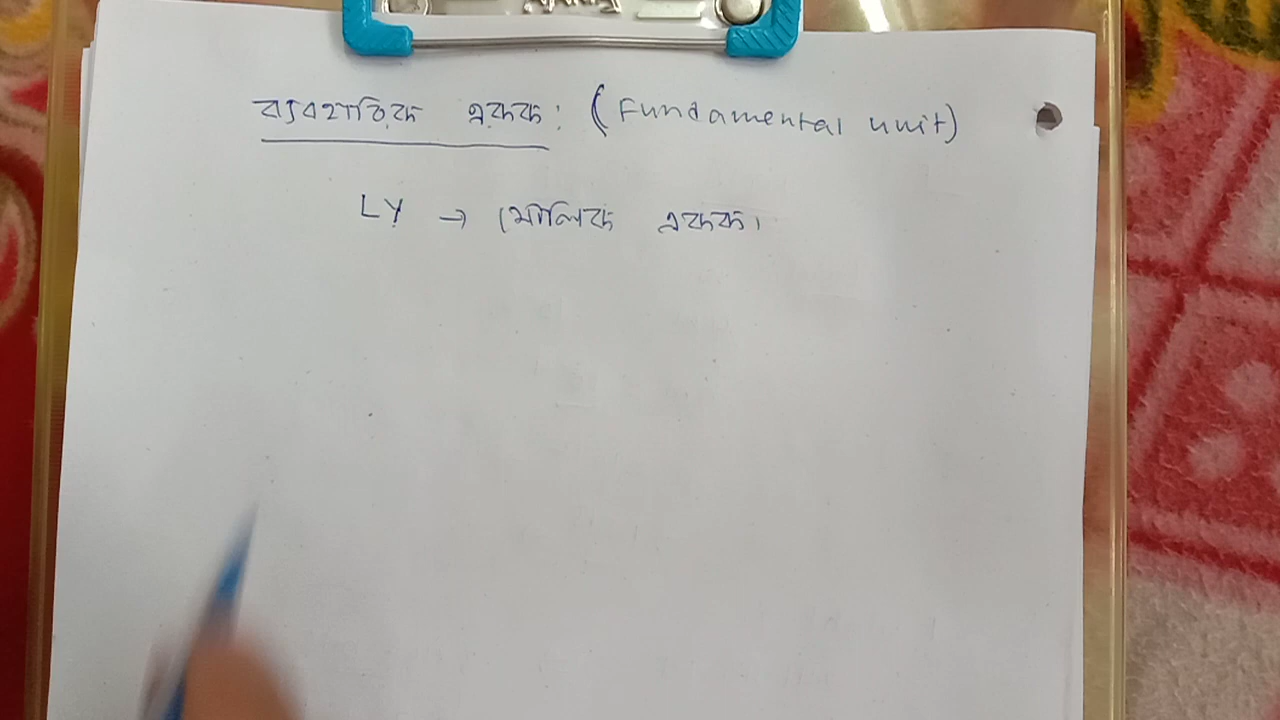 ব্যবহারিক একক: (Fundamental unit)
LY → মৌলিক একক।